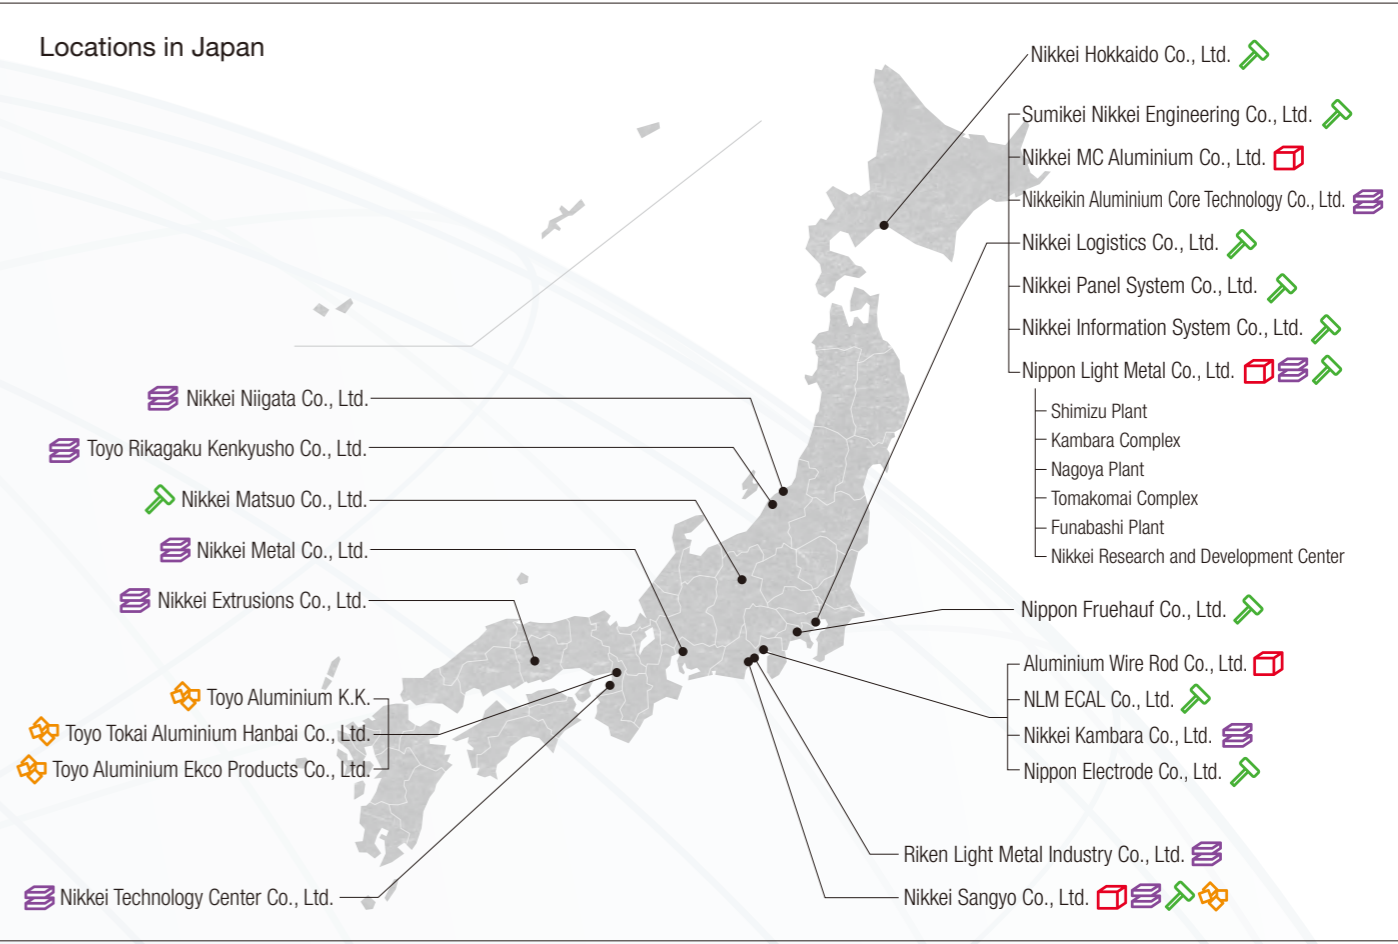 Locations in Japan
Nikkei Hokkaido Co., Ltd.
Sumikei Nikkei Engineering Co., Ltd.
Nikkei MC Aluminium Co., Ltd.
Nikkeikin Aluminium Core Technology Co., Ltd.
Nikkei Logistics Co., Ltd.
Nikkei Panel System Co., Ltd.
Nikkei Information System Co., Ltd.
Nippon Light Metal Co., Ltd.
Shimizu Plant
Kambara Complex
Nagoya Plant
Tomakomai Complex
Funabashi Plant
Nikkei Research and Development Center
Nippon Fruehauf Co., Ltd.
Aluminium Wire Rod Co., Ltd.
NLM ECAL Co., Ltd.
Nikkei Kambara Co., Ltd.
Nippon Electrode Co., Ltd.
Riken Light Metal Industry Co., Ltd.
Nikkei Sangyo Co., Ltd.
Nikkei Niigata Co., Ltd.
Toyo Rikagaku Kenkyusho Co., Ltd.
Nikkei Matsuo Co., Ltd.
Nikkei Metal Co., Ltd.
Nikkei Extrusions Co., Ltd.
Toyo Aluminium K.K.
Toyo Tokai Aluminium Hanbai Co., Ltd.
Toyo Aluminium Ekco Products Co., Ltd.
Nikkei Technology Center Co., Ltd.